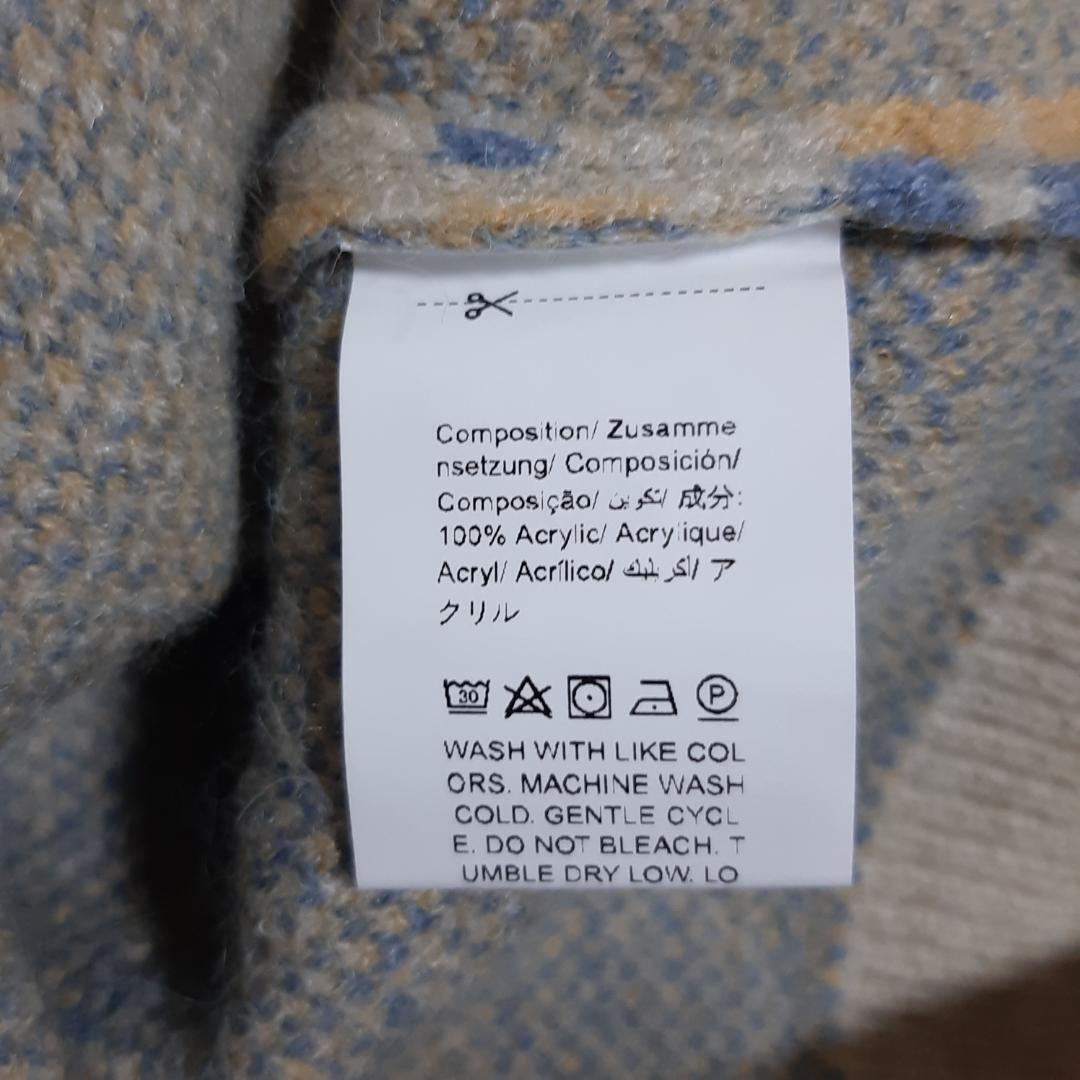 Composition/ Zusamme
nsetzung/ Composición/
Composição/ تكوين/ 成分:
100% Acrylic/ Acrylique/
Acryl/ Acrílico/ أكريليك/ ア
クリル
30
P
WASH WITH LIKE COL
ORS. MACHINE WASH
COLD. GENTLE CYCL
E. DO NOT BLEACH. T
UMBLE DRY LOW. LO